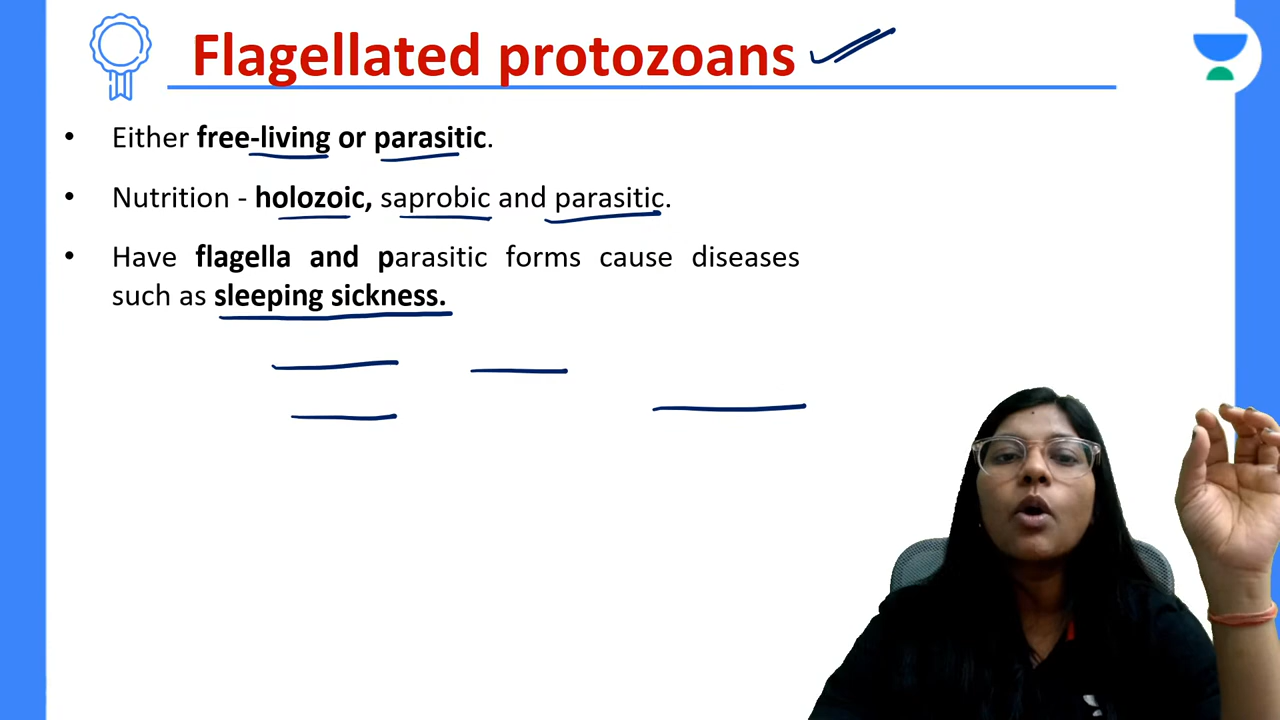 Flagellated protozoans
• Either free-living or parasitic.
• Nutrition - holozoic, saprobic and parasitic.
• Have flagella and parasitic forms cause diseases
such as sleeping sickness.